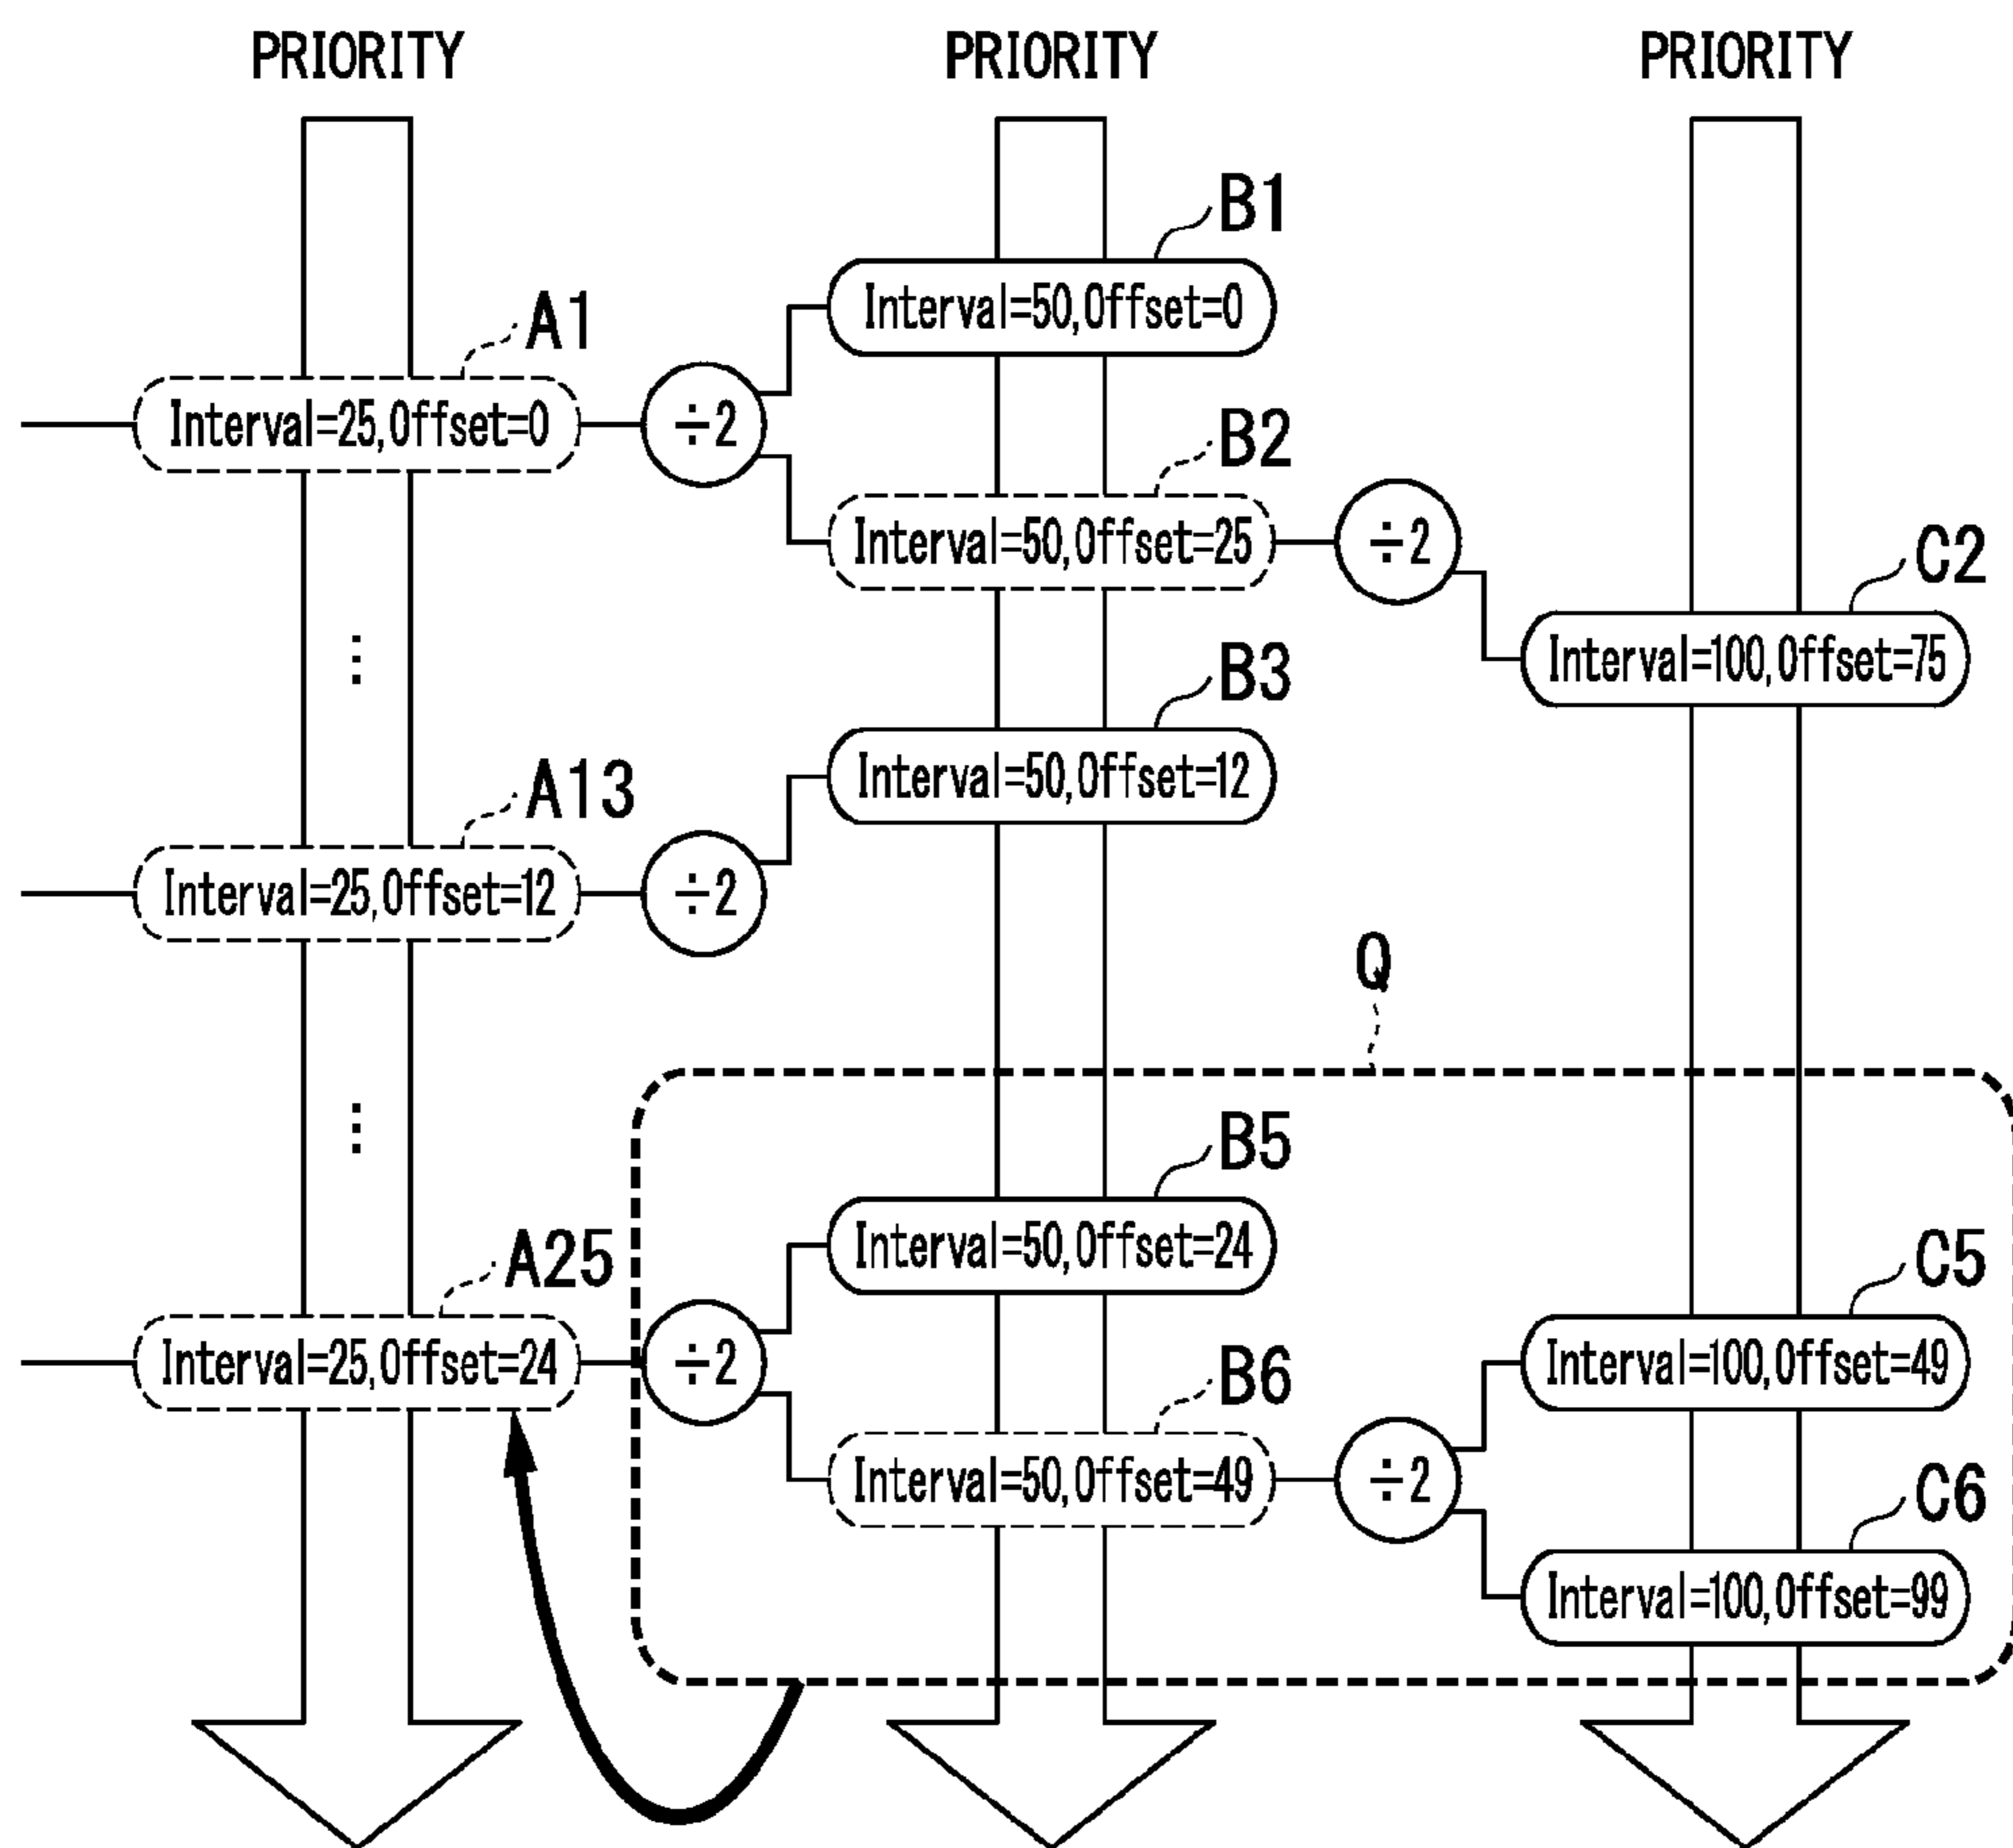 PRIORITY
PRIORITY
PRIORITY
B1
Interval=50,Offset=0
A1
Interval=25,Offset=0
÷2
B2
Interval=50,Offset=25
÷2
C2
Interval=100,Offset=75
B3
Interval=50,Offset=12
A13
Interval=25,Offset=12
÷2
Q
B5
Interval=50,Offset=24
A25
Interval=25,Offset=24
÷2
C5
Interval=100,Offset=49
B6
Interval=50,Offset=49
÷2
C6
Interval=100,Offset=99